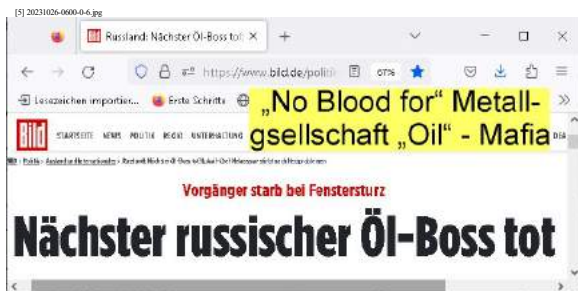 [5] 20231026-0600-0-6.jpg
Russland: Nächster Öl-Boss tot:
https://www.bild.de/politi
67%
Lesezeichen importier... Erste Schritte
„No Blood for“ Metall-
gsellschaft „Oil“ - Mafia
Bild STARTSEITE NEWS POLITIK REGIO UNTERHALTUNG
Vorgänger starb bei Fenstersturz
Nächster russischer Öl-Boss tot